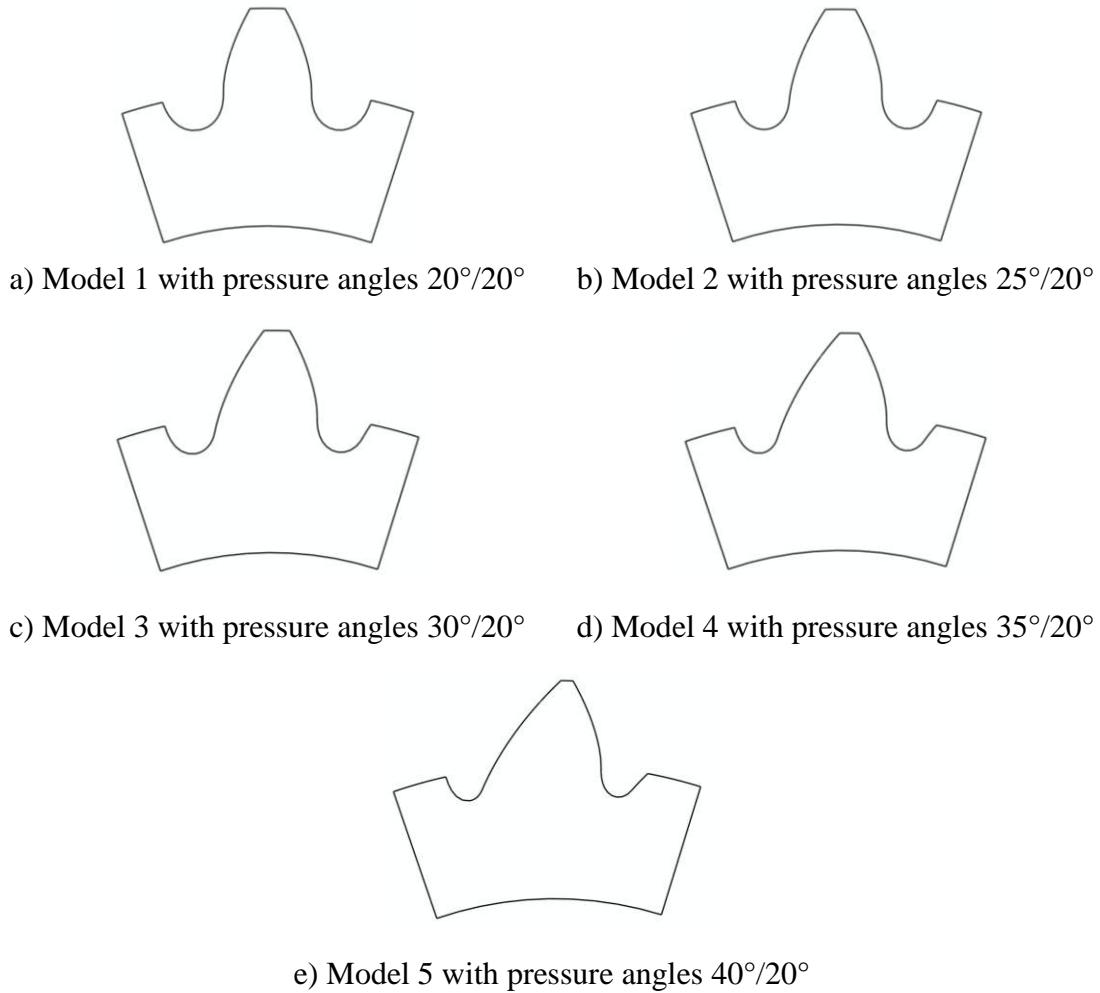 a) Model 1 with pressure angles 20°/20°
b) Model 2 with pressure angles 25°/20°
c) Model 3 with pressure angles 30°/20°
d) Model 4 with pressure angles 35°/20°
e) Model 5 with pressure angles 40°/20°